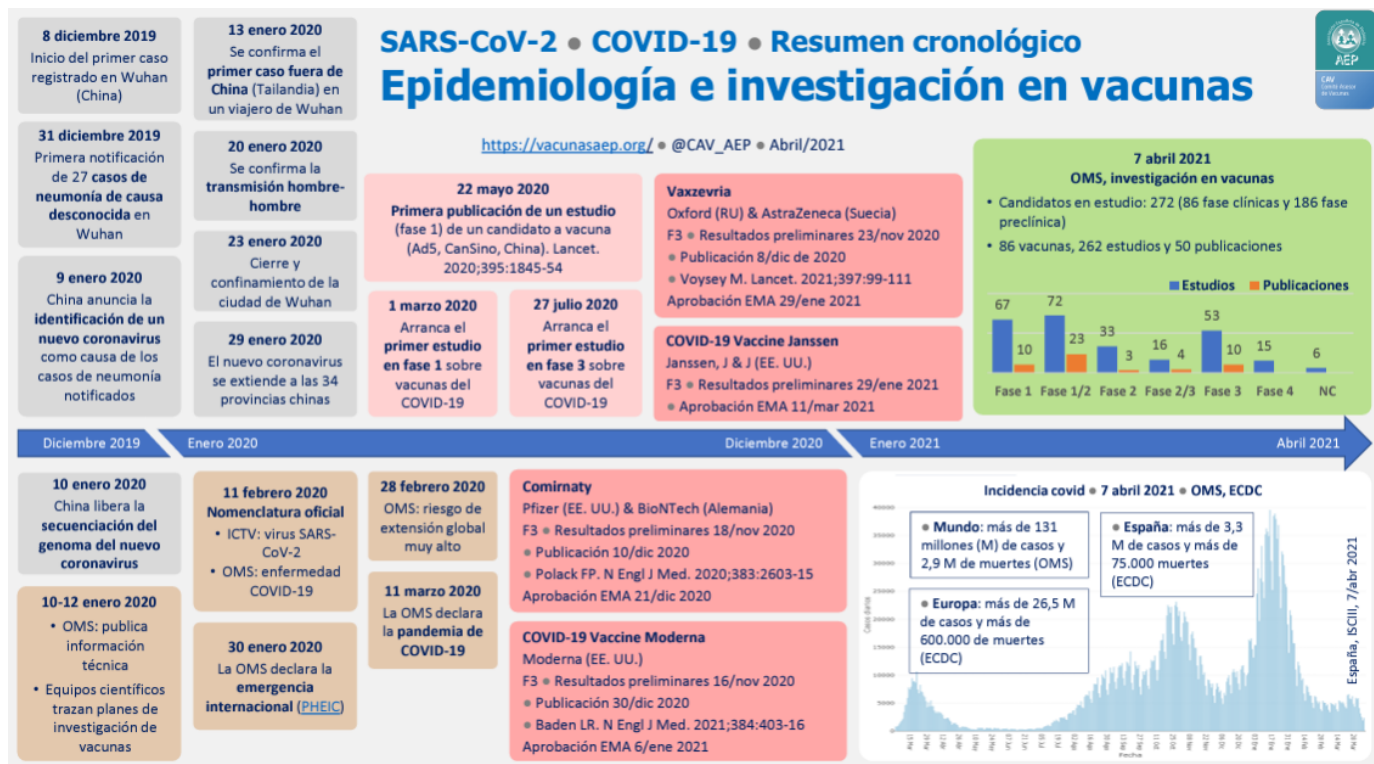 SARS-CoV-2 ● COVID-19 ● Resumen cronológico
Epidemiología e investigación en vacunas
https://vacunasaep.org/ ● @CAV_AEP ● Abril/2021
AEP
CAV
Comité Asesor
de Vacunas
8 diciembre 2019
Inicio del primer caso
registrado en Wuhan
(China)
31 diciembre 2019
Primera notificación
de 27 casos de
neumonía de causa
desconocida en
Wuhan
9 enero 2020
China anuncia la
identificación de un
nuevo coronavirus
como causa de los
casos de neumonía
notificados
13 enero 2020
Se confirma el
primer caso fuera de
China (Tailandia) en
un viajero de Wuhan
20 enero 2020
Se confirma la
transmisión hombre-
hombre
23 enero 2020
Cierre y
confinamiento de la
ciudad de Wuhan
29 enero 2020
El nuevo coronavirus
se extiende a las 34
provincias chinas
22 mayo 2020
Primera publicación de un estudio
(fase 1) de un candidato a vacuna
(Ad5, CanSino, China). Lancet.
2020;395:1845-54
1 marzo 2020
Arranca el
primer estudio
en fase 1 sobre
vacunas del
COVID-19
27 julio 2020
Arranca el
primer estudio
en fase 3 sobre
vacunas del
COVID-19
Vaxzevria
Oxford (RU) & AstraZeneca (Suecia)
F3 ● Resultados preliminares 23/nov 2020
● Publicación 8/dic de 2020
● Voysey M. Lancet. 2021;397:99-111
Aprobación EMA 29/ene 2021
COVID-19 Vaccine Janssen
Janssen, J & J (EE. UU.)
F3 ● Resultados preliminares 29/ene 2021
● Aprobación EMA 11/mar 2021
7 abril 2021
OMS, investigación en vacunas
• Candidatos en estudio: 272 (86 fase clínicas y 186 fase
preclínica)
• 86 vacunas, 262 estudios y 50 publicaciones
Estudios Publicaciones
67 10 72 23 33 3 16 4 53 10 15 6
Fase 1 Fase 1/2 Fase 2 Fase 2/3 Fase 3 Fase 4 NC
Diciembre 2019 Enero 2020 Diciembre 2020 Enero 2021 Abril 2021
10 enero 2020
China libera la
secuenciación del
genoma del nuevo
coronavirus
10-12 enero 2020
• OMS: publica
información
técnica
• Equipos científicos
trazan planes de
investigación de
vacunas
11 febrero 2020
Nomenclatura oficial
• ICTV: virus SARS-
CoV-2
• OMS: enfermedad
COVID-19
30 enero 2020
La OMS declara la
emergencia
internacional (PHEIC)
28 febrero 2020
OMS: riesgo de
extensión global
muy alto
11 marzo 2020
La OMS declara
la pandemia de
COVID-19
Comirnaty
Pfizer (EE. UU.) & BioNTech (Alemania)
F3 ● Resultados preliminares 18/nov 2020
● Publicación 10/dic 2020
● Polack FP. N Engl J Med. 2020;383:2603-15
Aprobación EMA 21/dic 2020
COVID-19 Vaccine Moderna
Moderna (EE. UU.)
F3 ● Resultados preliminares 16/nov 2020
● Publicación 30/dic 2020
● Baden LR. N Engl J Med. 2021;384:403-16
Aprobación EMA 6/ene 2021
Incidencia covid ● 7 abril 2021 ● OMS, ECDC
● Mundo: más de 131
millones (M) de casos y
2,9 M de muertes (OMS)
● España: más de 3,3
M de casos y más de
75.000 muertes
(ECDC)
● Europa: más de 26,5 M
de casos y más de
600.000 de muertes
(ECDC)
España, ISCIII, 7/abr 2021
40000
35000
30000
25000
20000
15000
10000
5000
0
Casos diarios
Fecha